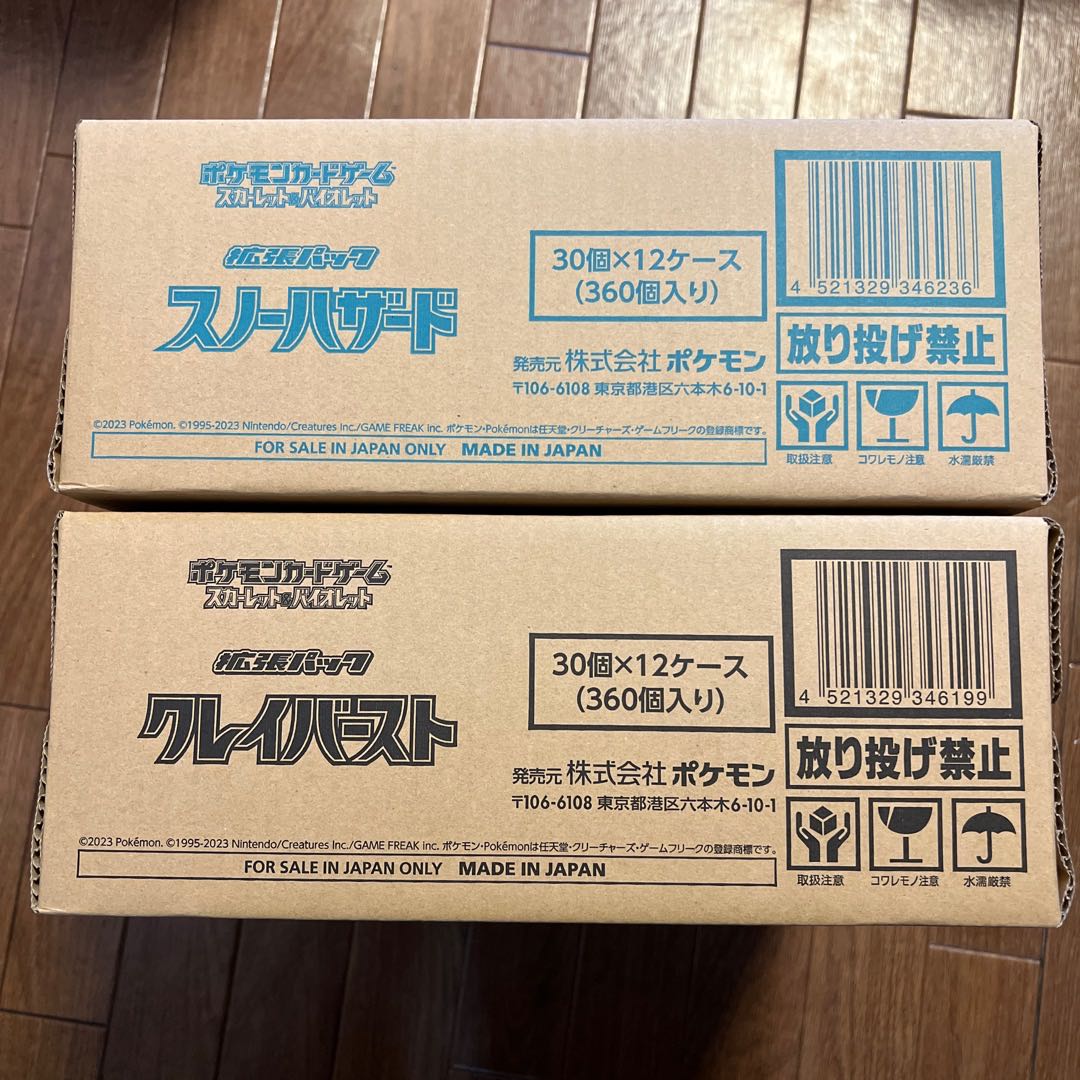 ポケモンカードゲーム
スカーレット&バイオレット
拡張パック
スノーハザード
30個×12ケース
(360個入り)
発売元 株式会社 ポケモン
〒106-6108 東京都港区六本木6-10-1
4 521329 346236
放り投げ禁止
取扱注意 コワレモノ注意 水濡厳禁
©2023 Pokémon. ©1995-2023 Nintendo/Creatures Inc./GAME FREAK inc. ポケモン・Pokémonは任天堂・クリーチャーズ・ゲームフリークの登録商標です。
FOR SALE IN JAPAN ONLY MADE IN JAPAN
ポケモンカードゲーム
スカーレット&バイオレット
拡張パック
クレイバースト
30個×12ケース
(360個入り)
発売元 株式会社 ポケモン
〒106-6108 東京都港区六本木6-10-1
4 521329 346199
放り投げ禁止
取扱注意 コワレモノ注意 水濡厳禁
©2023 Pokémon. ©1995-2023 Nintendo/Creatures Inc./GAME FREAK inc. ポケモン・Pokémonは任天堂・クリーチャーズ・ゲームフリークの登録商標です。
FOR SALE IN JAPAN ONLY MADE IN JAPAN